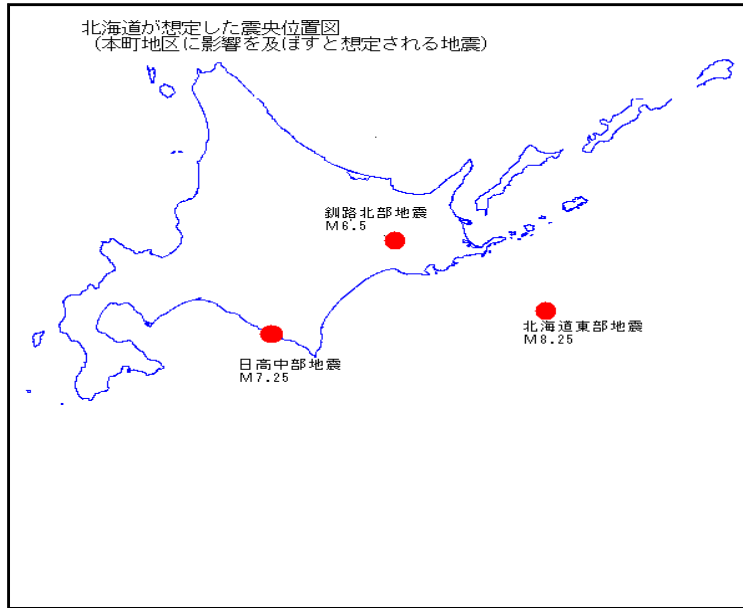 北海道が想定した震央位置図
（本町地区に影響を及ぼすと想定される地震）
釧路北部地震
M6.5
北海道東部地震
M8.25
日高中部地震
M7.25